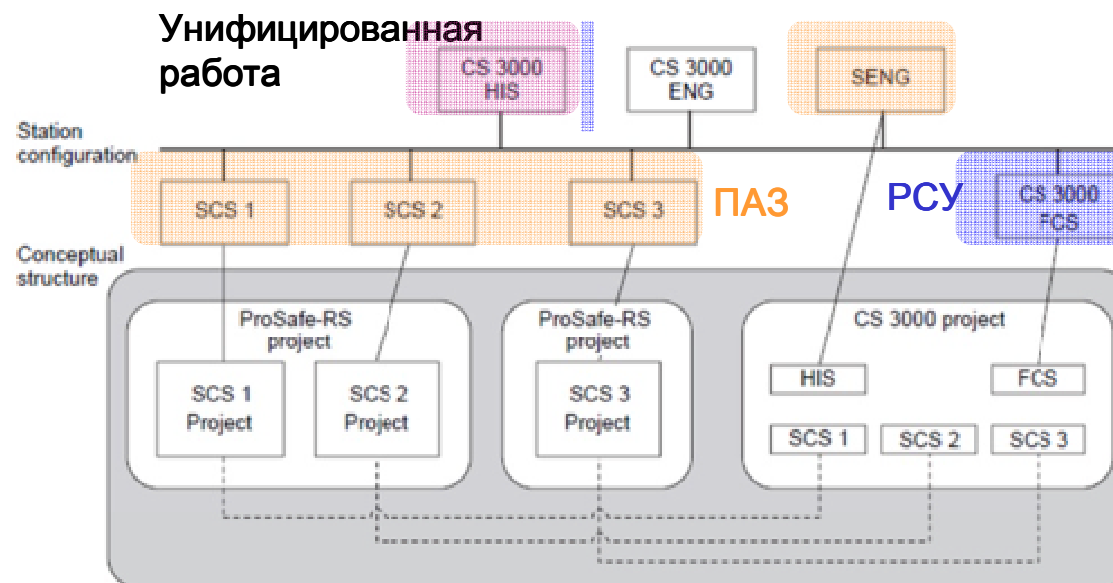 Унифицированная
работа
CS 3000
HIS
CS 3000
ENG
SENG
Station
configuration
SCS 1
SCS 2
SCS 3
ПАЗ
РСУ
CS 3000
FCS
Conceptual
structure
ProSafe-RS
project
ProSafe-RS
project
CS 3000 project
SCS 1
Project
SCS 2
Project
SCS 3
Project
HIS
FCS
SCS 1
SCS 2
SCS 3